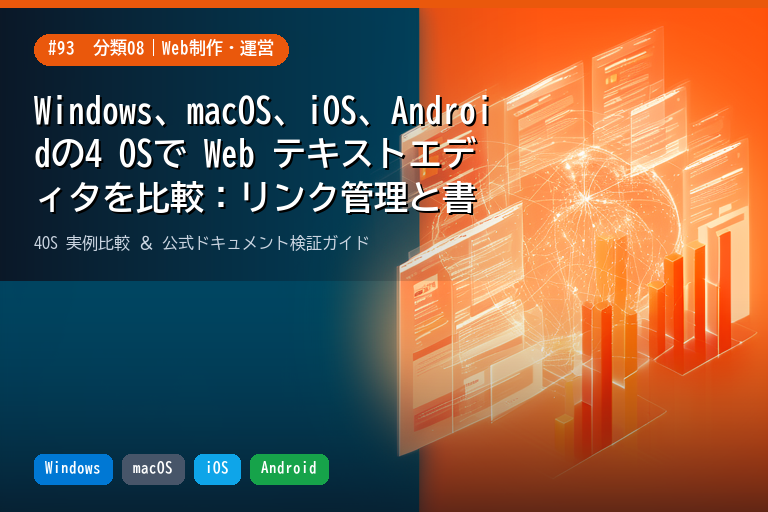 #93 分類08｜Web制作・運営
Windows、macOS、iOS、Androi
dの4 OSで Web テキストエデ
ィタを比較：リンク管理と書
4OS 実例比較 & 公式ドキュメント検証ガイド
Windows
macOS
iOS
Android